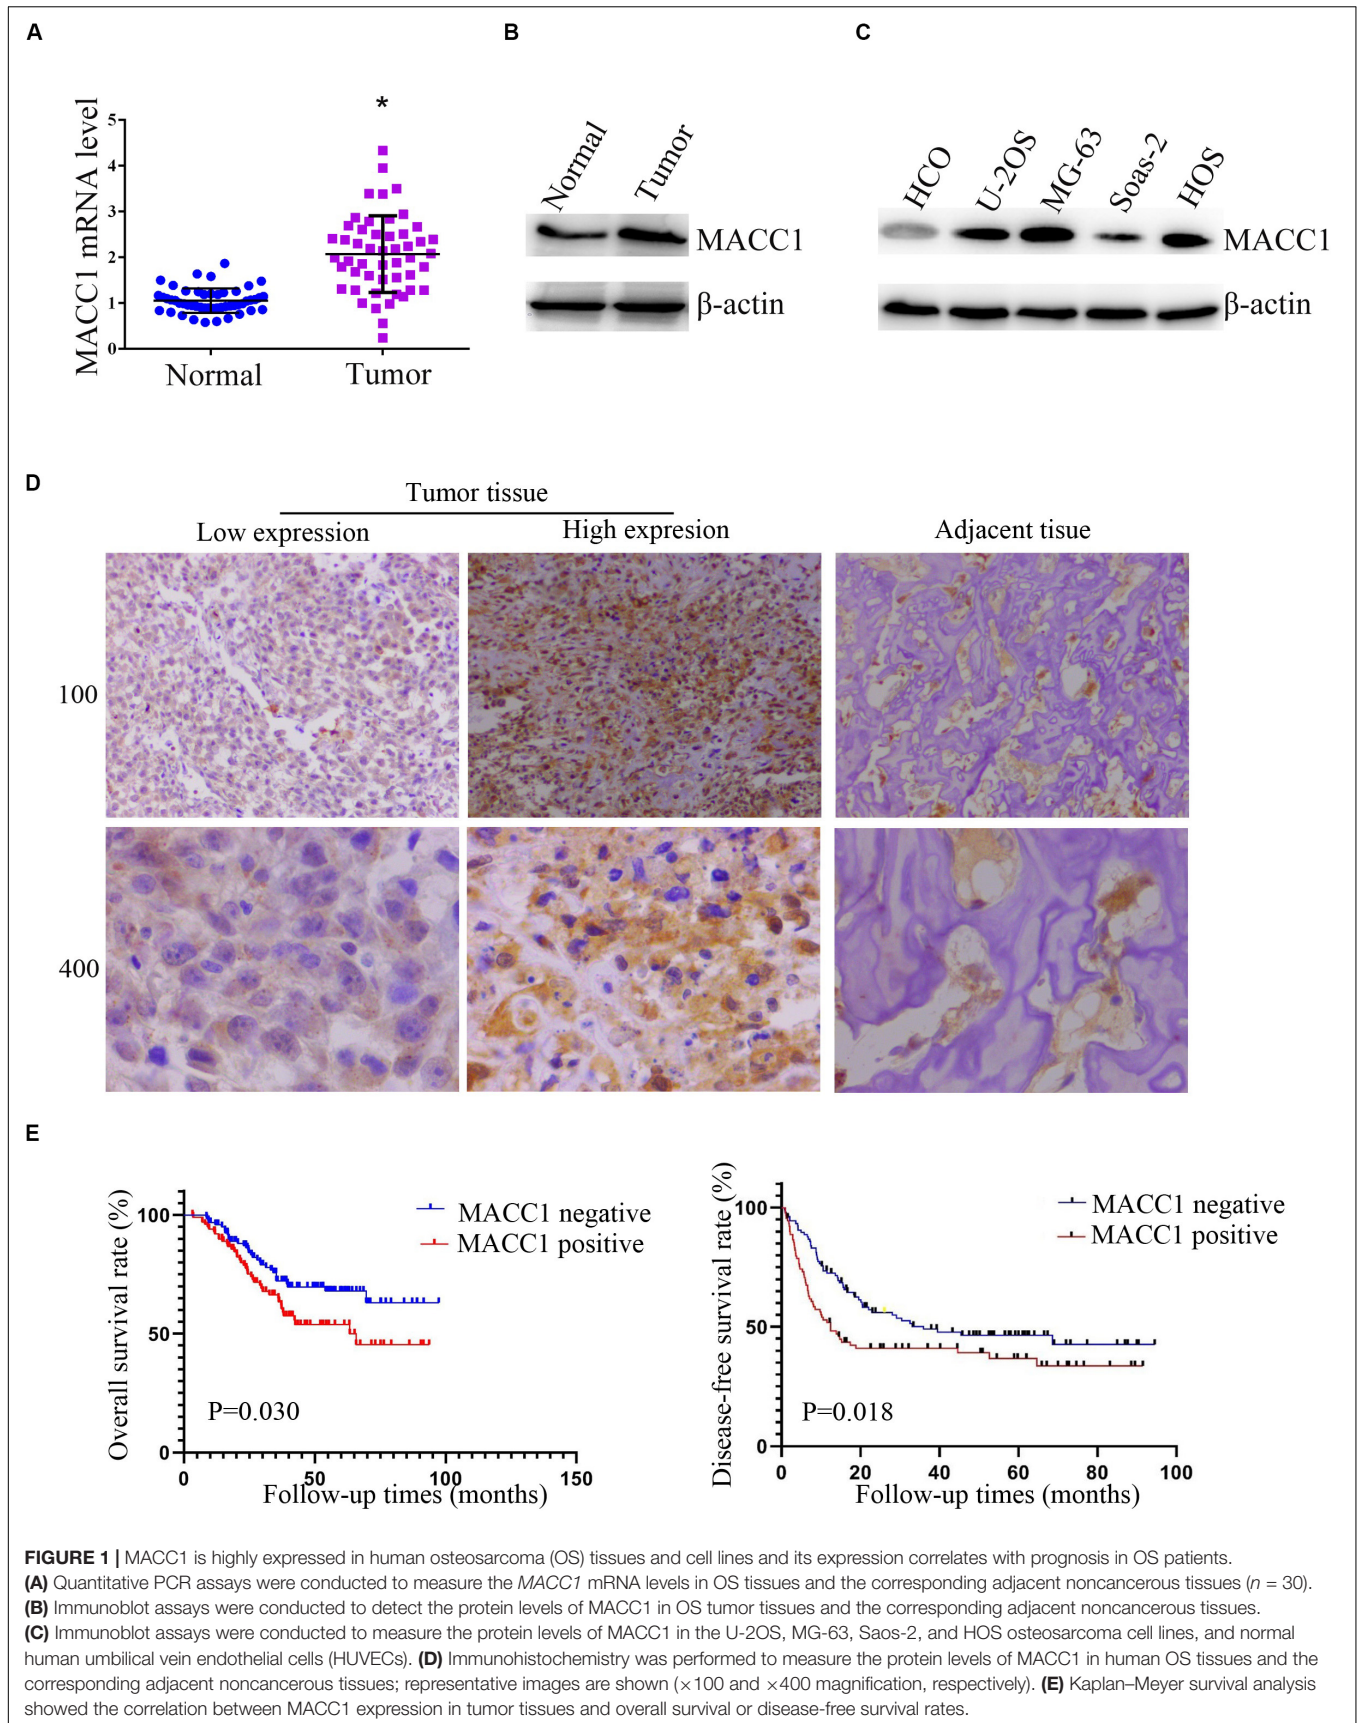 A
B
C
MACC1 mRNA level
5
4
3
2
1
0
*
Normal
Tumor
Normal
Tumor
MACC1
β-actin
HCO
U-2OS
MG-63
Soas-2
HOS
MACC1
β-actin
D
Tumor tissue
Low expression
High expresion
Adjacent tisue
100
400
E
Overall survival rate (%)
100
50
0
0
50
100
150
Follow-up times (months)
MACC1 negative
MACC1 positive
P=0.030
Disease-free survival rate (%)
100
50
0
0
20
40
60
80
100
Follow-up times (months)
MACC1 negative
MACC1 positive
P=0.018
FIGURE 1 | MACC1 is highly expressed in human osteosarcoma (OS) tissues and cell lines and its expression correlates with prognosis in OS patients.
(A) Quantitative PCR assays were conducted to measure the MACC1 mRNA levels in OS tissues and the corresponding adjacent noncancerous tissues (n = 30).
(B) Immunoblot assays were conducted to detect the protein levels of MACC1 in OS tumor tissues and the corresponding adjacent noncancerous tissues.
(C) Immunoblot assays were conducted to measure the protein levels of MACC1 in the U-2OS, MG-63, Saos-2, and HOS osteosarcoma cell lines, and normal
human umbilical vein endothelial cells (HUVECs). (D) Immunohistochemistry was performed to measure the protein levels of MACC1 in human OS tissues and the
corresponding adjacent noncancerous tissues; representative images are shown (×100 and ×400 magnification, respectively). (E) Kaplan–Meyer survival analysis
showed the correlation between MACC1 expression in tumor tissues and overall survival or disease-free survival rates.